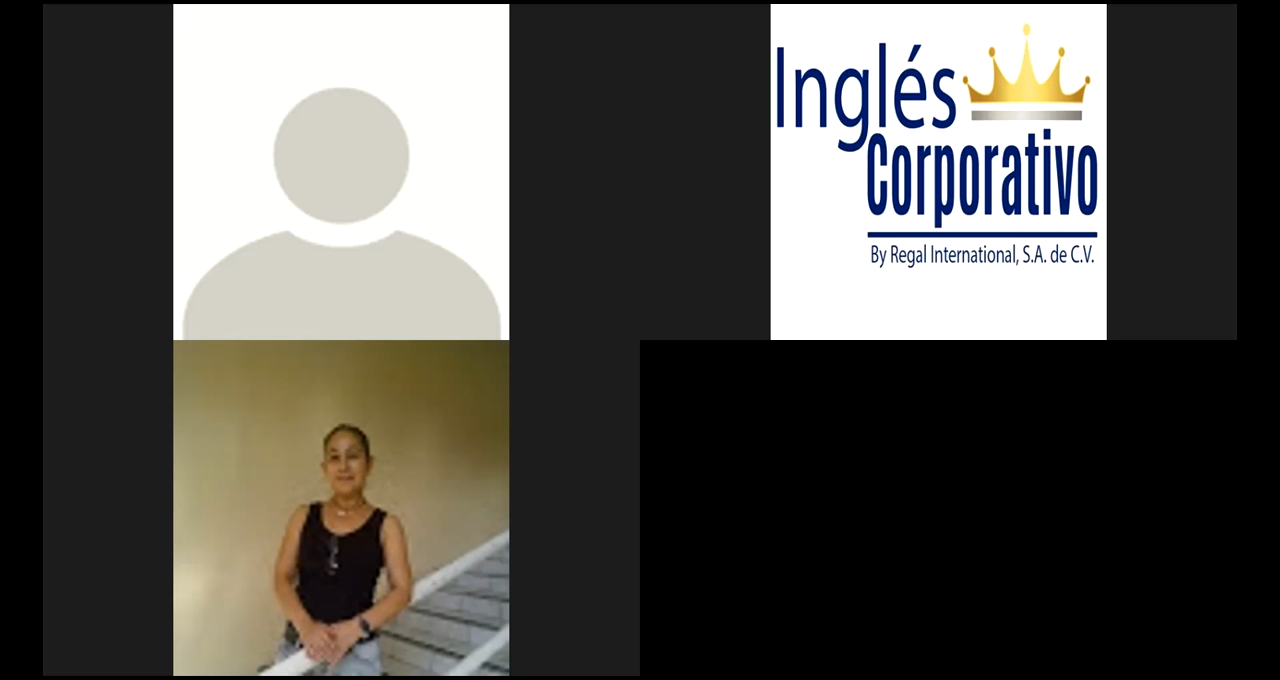 Inglés
Corporativo
By Regal International, S.A. de C.V.